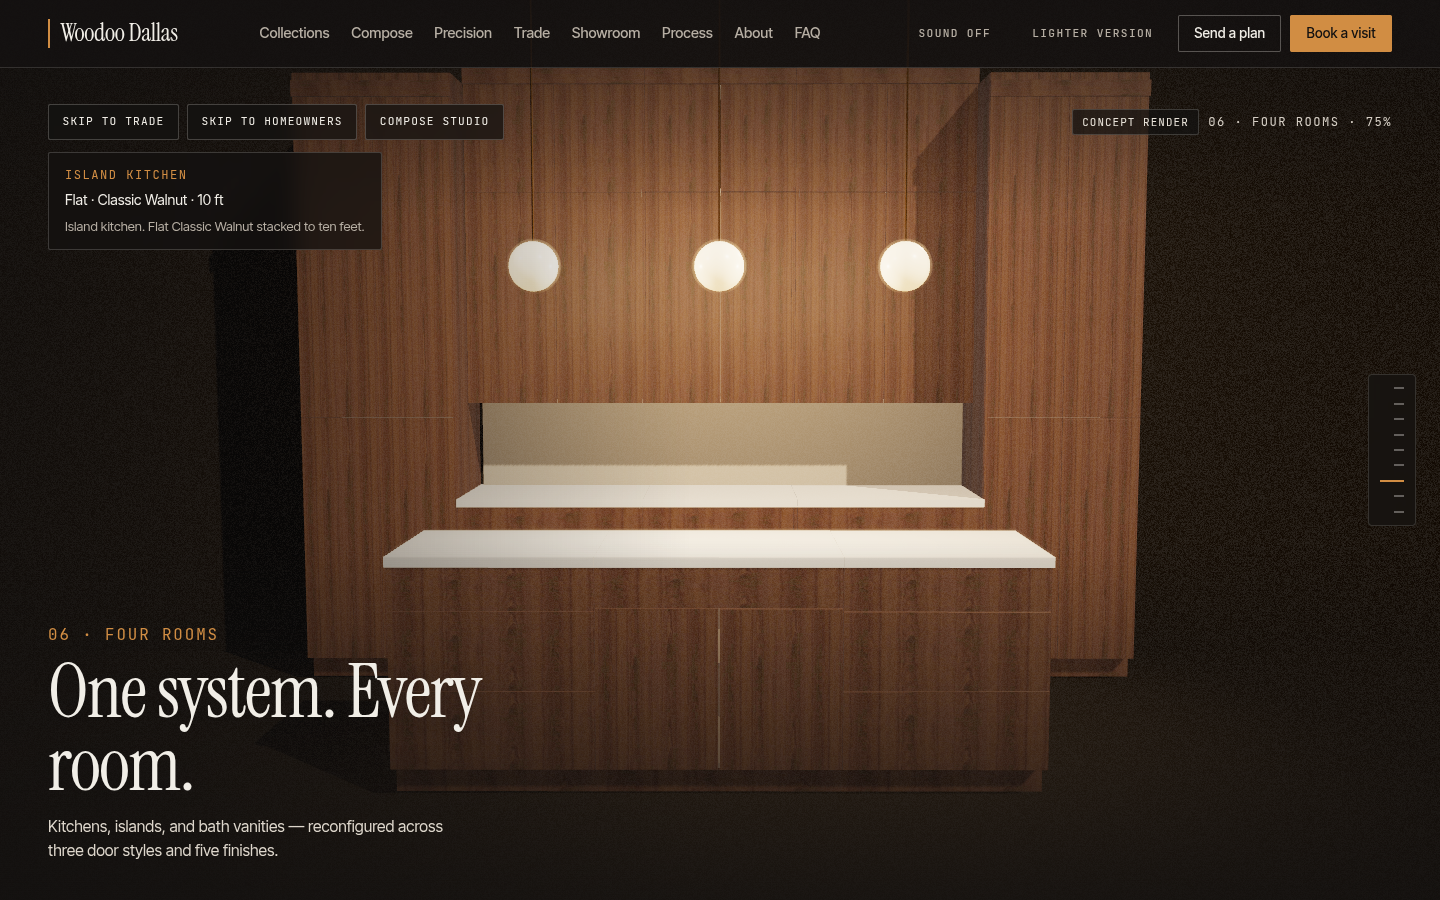 Woodoo Dallas
Collections Compose Precision Trade Showroom Process About FAQ
SOUND OFF LIGHTER VERSION Send a plan Book a visit
SKIP TO TRADE SKIP TO HOMEOWNERS COMPOSE STUDIO
CONCEPT RENDER 06 · FOUR ROOMS · 75%
ISLAND KITCHEN
Flat · Classic Walnut · 10 ft
Island kitchen. Flat Classic Walnut stacked to ten feet.
06 · FOUR ROOMS
One system. Every
room.
Kitchens, islands, and bath vanities — reconfigured across
three door styles and five finishes.